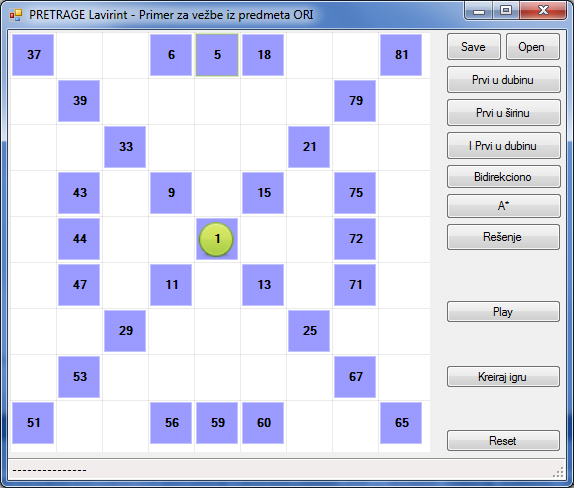 PRETRAGE Lavirint - Primer za vežbe iz predmeta ORI
37 6 5 18 81
39 79
33 21
43 9 15 75
44 1 72
47 11 13 71
29 25
53 67
51 56 59 60 65
Save Open
Prvi u dubinu
Prvi u širinu
I Prvi u dubinu
Bidirekciono
A*
Rešenje
Play
Kreiraj igru
Reset
---------------